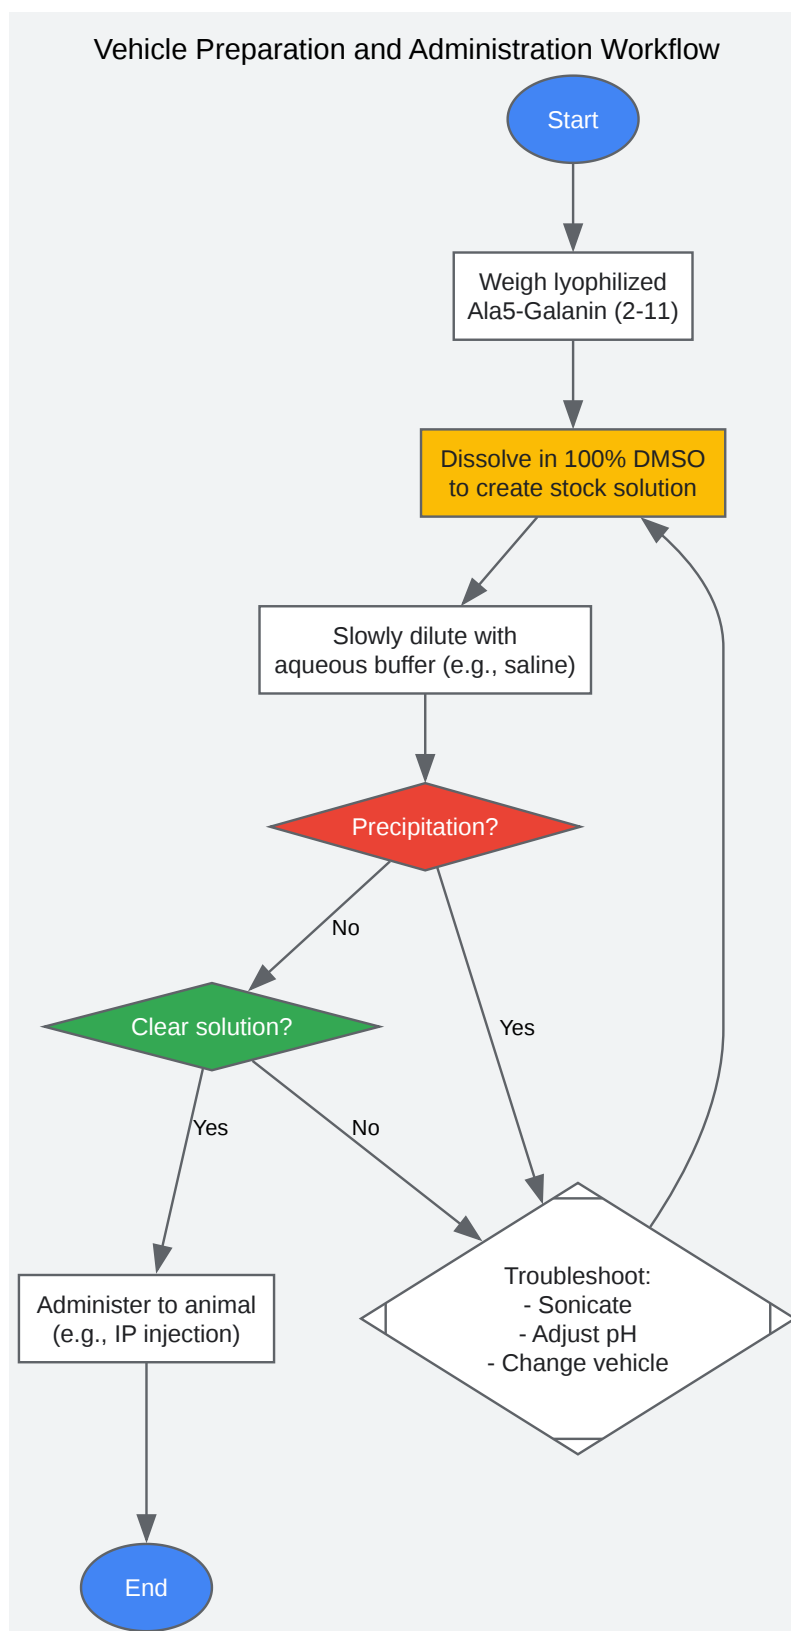 Vehicle Preparation and Administration Workflow
Start
Weigh lyophilized
Ala5-Galanin (2-11)
Dissolve in 100% DMSO
to create stock solution
Slowly dilute with
aqueous buffer (e.g., saline)
Precipitation?
No
Clear solution?
Yes
Yes
No
Troubleshoot:
- Sonicate
- Adjust pH
- Change vehicle
Administer to animal
(e.g., IP injection)
End